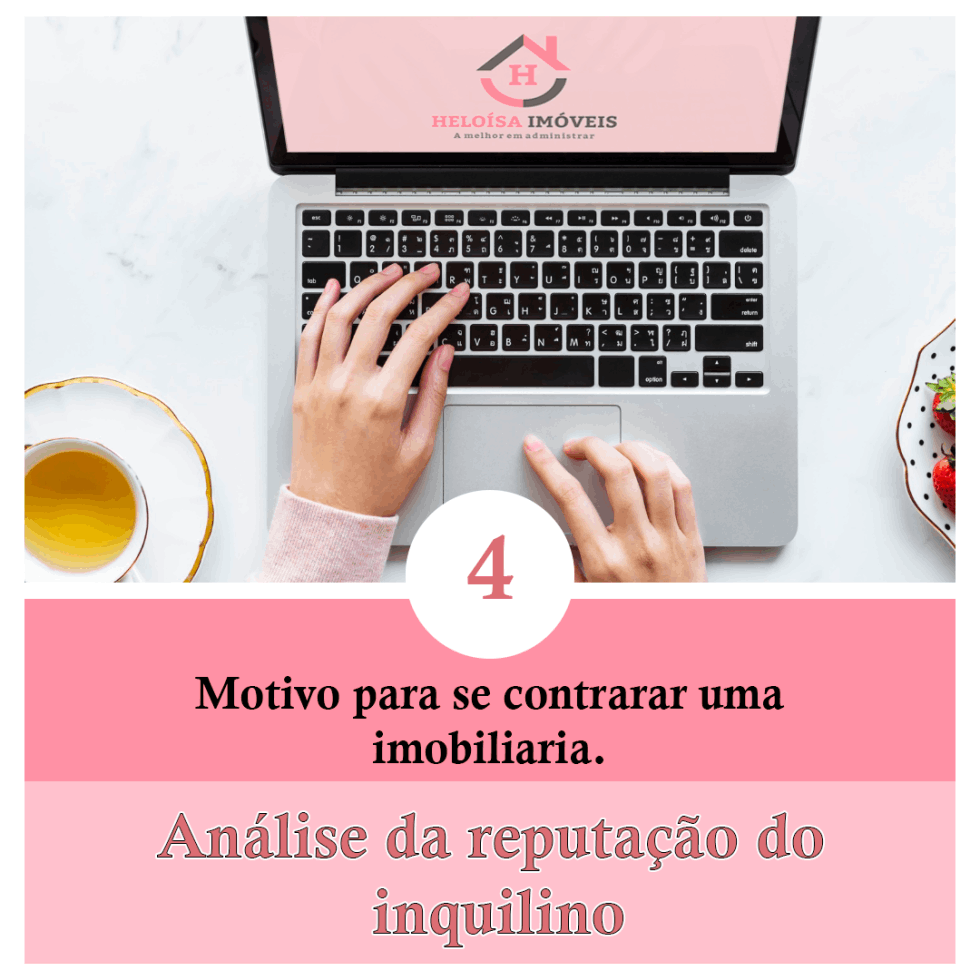 H
HELOÍSA IMÓVEIS
A melhor em administrar
4
Motivo para se contrarar uma
imobiliaria.
Análise da reputação do
inquilino